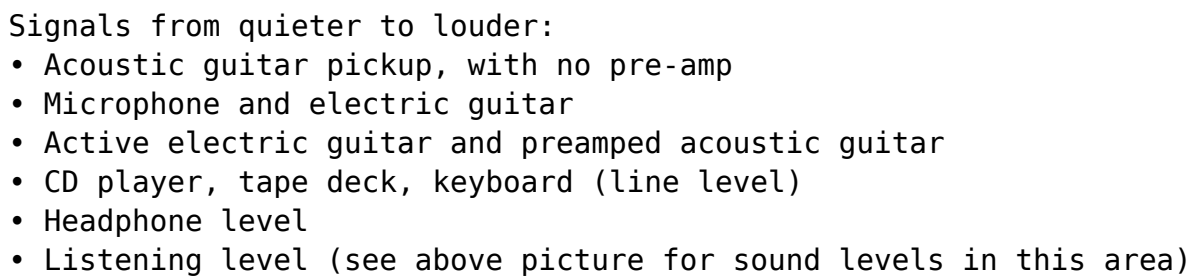 Signals from quieter to louder:
• Acoustic guitar pickup, with no pre-amp
• Microphone and electric guitar
• Active electric guitar and preamped acoustic guitar
• CD player, tape deck, keyboard (line level)
• Headphone level
• Listening level (see above picture for sound levels in this area)